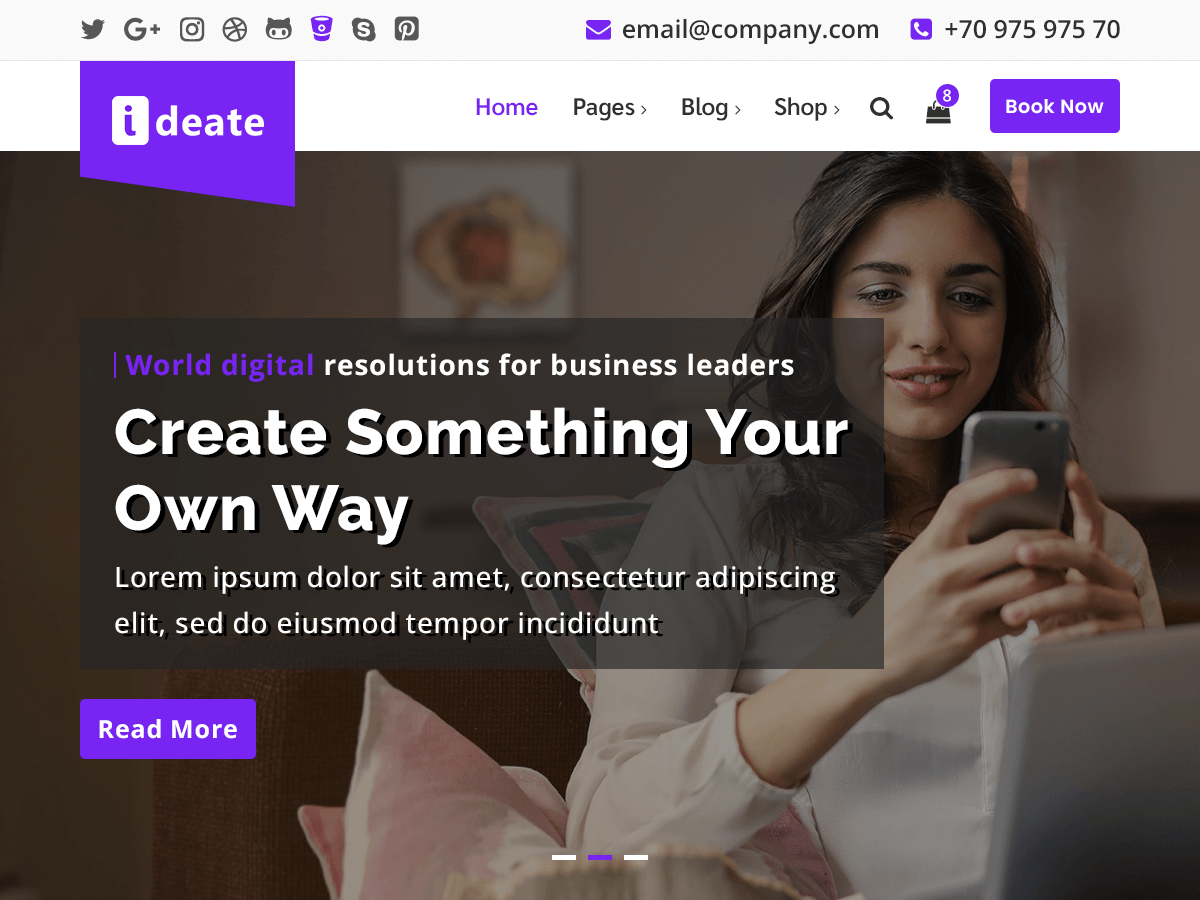 email@company.com +70 975 975 70
ideate
Home Pages › Blog › Shop › 8 Book Now
World digital resolutions for business leaders
Create Something Your
Own Way
Lorem ipsum dolor sit amet, consectetur adipiscing
elit, sed do eiusmod tempor incididunt
Read More